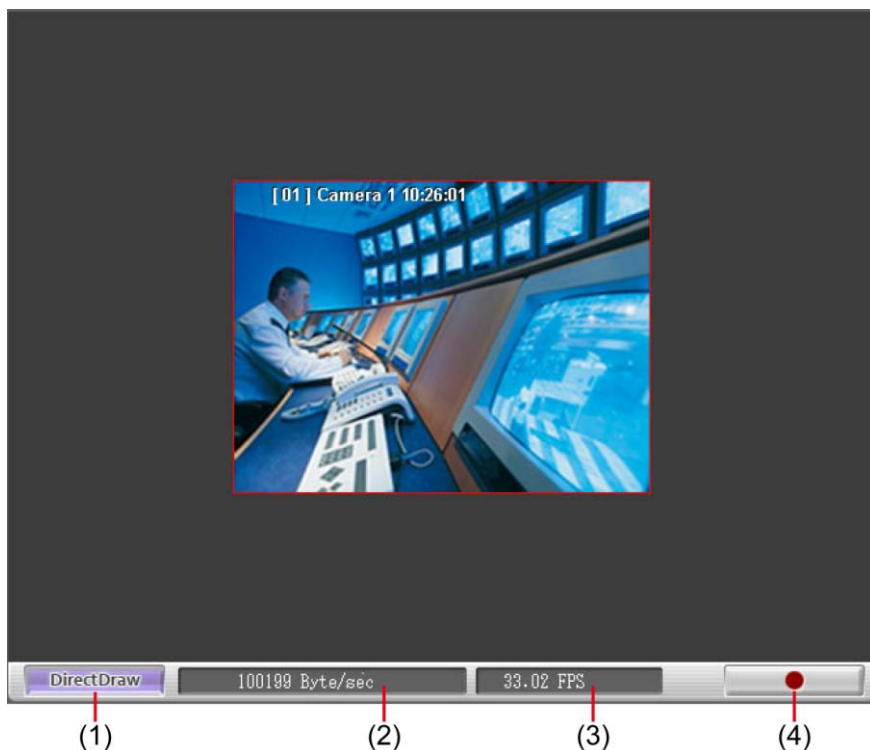 [ 01 ] Camera 1 10:26:01
DirectDraw 100199 Byte/sec 33.02 FPS
(1) (2) (3) (4)